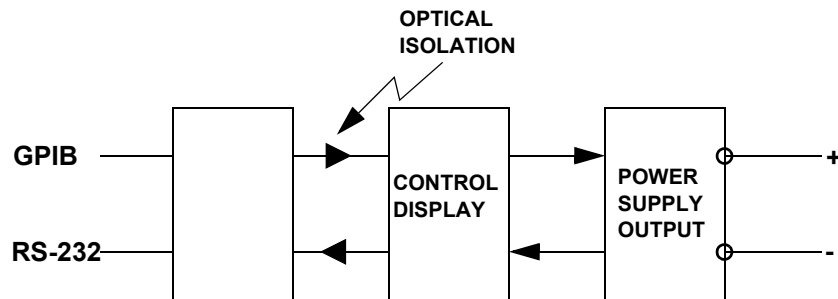 OPTICAL
ISOLATION
GPIB
RS-232
CONTROL
DISPLAY
POWER
SUPPLY
OUTPUT
+
-